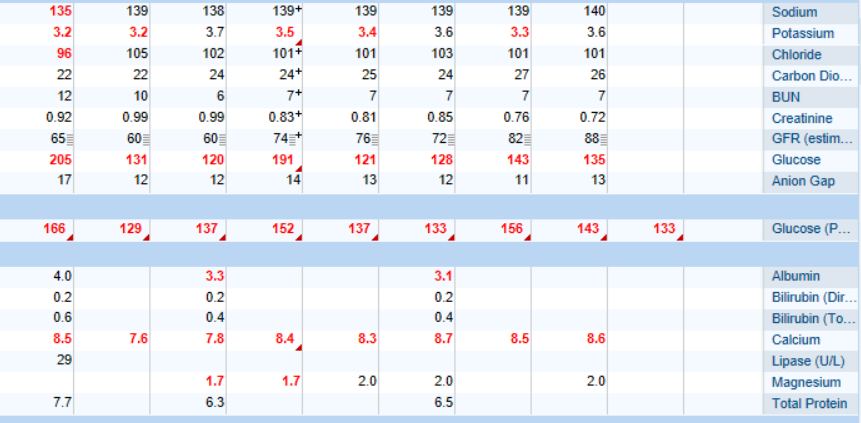 135 139 138 139+ 139 139 139 140 Sodium
3.2 3.2 3.7 3.5 3.4 3.6 3.3 3.6 Potassium
96 105 102 101+ 101 103 101 101 Chloride
22 22 24 24+ 25 24 27 26 Carbon Dio...
12 10 6 7+ 7 7 7 7 BUN
0.92 0.99 0.99 0.83+ 0.81 0.85 0.76 0.72 Creatinine
65 60 60 74+ 76 72 82 88 GFR (estim...
205 131 120 191 121 128 143 135 Glucose
17 12 12 14 13 12 11 13 Anion Gap
166 129 137 152 137 133 156 143 133 Glucose (P...
4.0 3.3 3.1 Albumin
0.2 0.2 0.2 Bilirubin (Dir...
0.6 0.4 0.4 Bilirubin (To...
8.5 7.6 7.8 8.4 8.3 8.7 8.5 8.6 Calcium
29 Lipase (U/L)
1.7 1.7 2.0 2.0 2.0 Magnesium
7.7 6.3 6.5 Total Protein